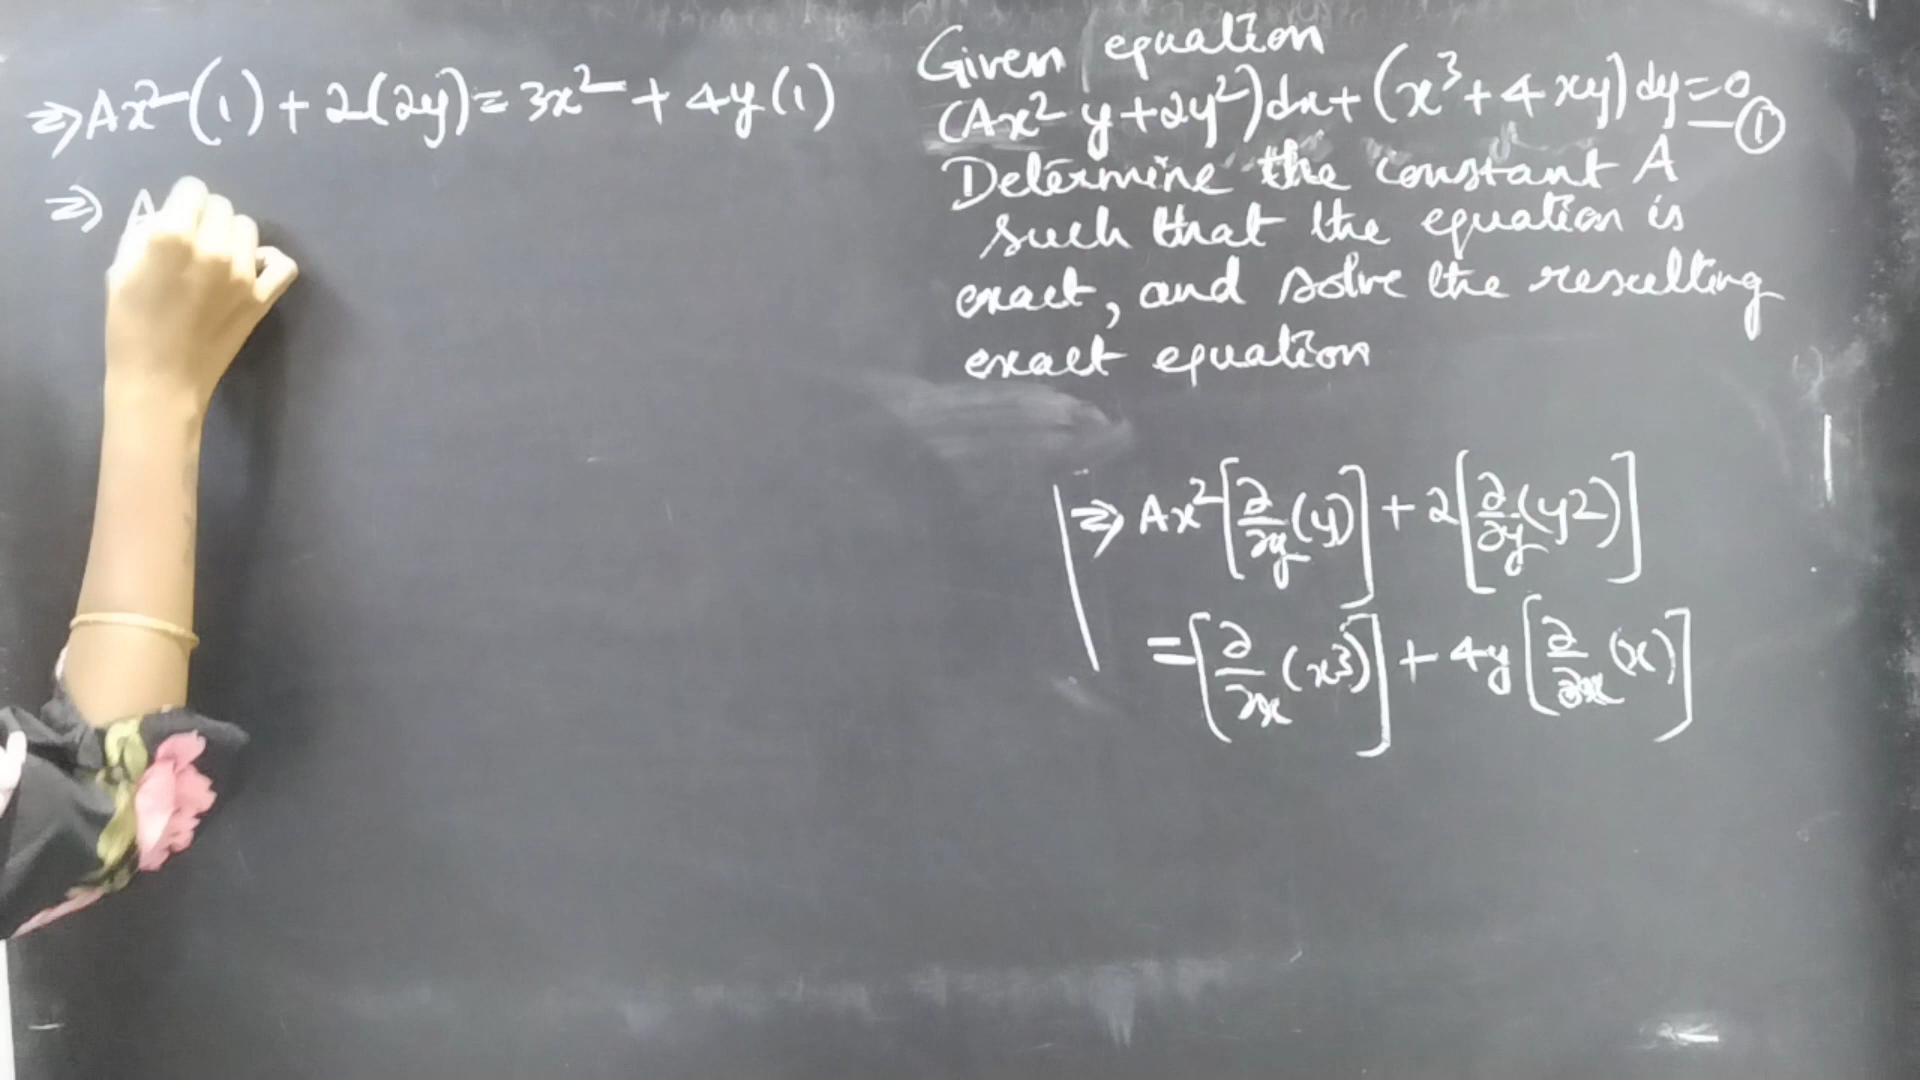 ⇒ Ax²(1) + 2(2y) = 3x² + 4y(1)
⇒ A
Given equation
(Ax²y+2y²)dx+(x³+4xy)dy=0 —①
Determine the constant A
such that the equation is
exact, and solve the resulting
exact equation
⇒ Ax²[∂/∂y(y)] + 2[∂/∂y(y2)]
=[∂/∂x(x3)] + 4y[∂/∂x(x)]